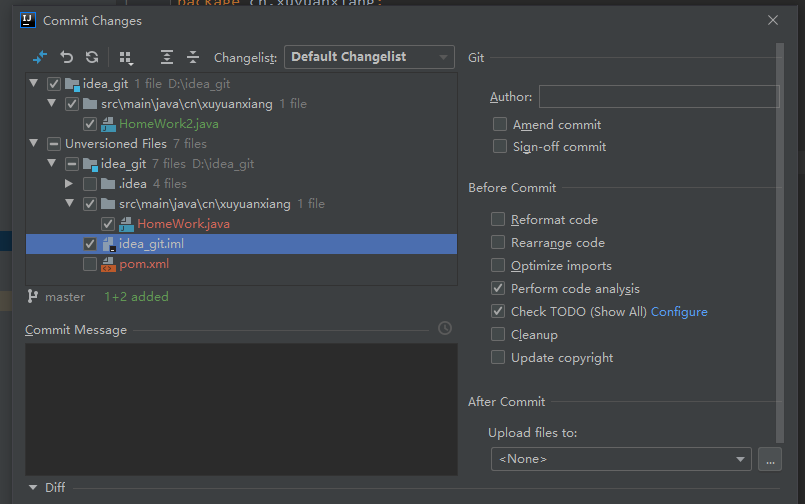 package cn.xuyuanxiang;
Commit Changes
Changelist: Default Changelist
idea_git 1 file D:\idea_git
src\main\java\cn\xuyuanxiang 1 file
HomeWork2.java
Unversioned Files 7 files
idea_git 7 files D:\idea_git
.idea 4 files
src\main\java\cn\xuyuanxiang 1 file
HomeWork.java
idea_git.iml
pom.xml
master 1+2 added
Commit Message
Diff
Git
Author:
Amend commit
Sign-off commit
Before Commit
Reformat code
Rearrange code
Optimize imports
Perform code analysis
Check TODO (Show All) Configure
Cleanup
Update copyright
After Commit
Upload files to:
<None>
...